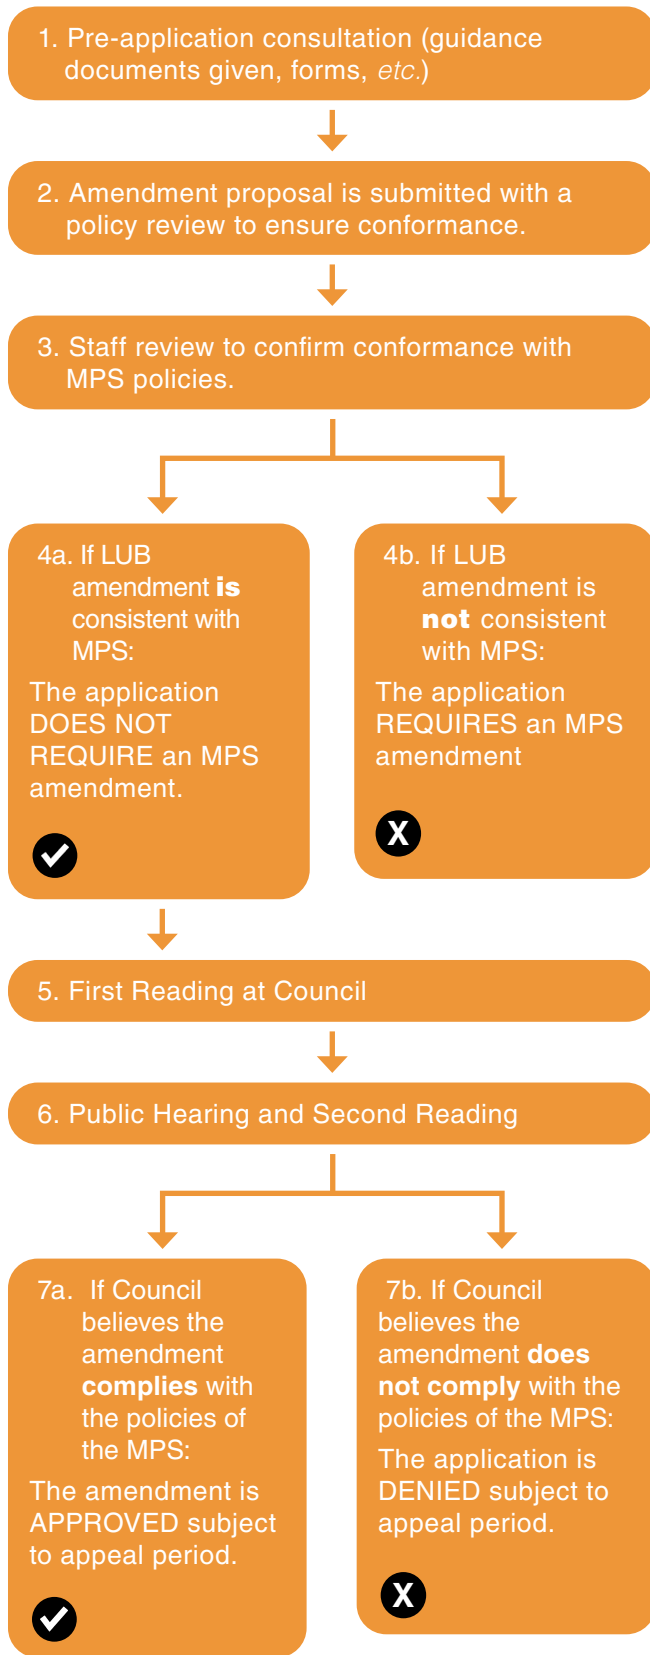 1. Pre-application consultation (guidance
documents given, forms, etc.)
2. Amendment proposal is submitted with a
policy review to ensure conformance.
3. Staff review to confirm conformance with
MPS policies.
4a. If LUB
amendment is
consistent with
MPS:
The application
DOES NOT
REQUIRE an MPS
amendment.
4b. If LUB
amendment is
not consistent
with MPS:
The application
REQUIRES an MPS
amendment
X
5. First Reading at Council
6. Public Hearing and Second Reading
7a. If Council
believes the
amendment
complies with
the policies of
the MPS:
The amendment is
APPROVED subject
to appeal period.
7b. If Council
believes the
amendment does
not comply with the
policies of the MPS:
The application is
DENIED subject to
appeal period.
X